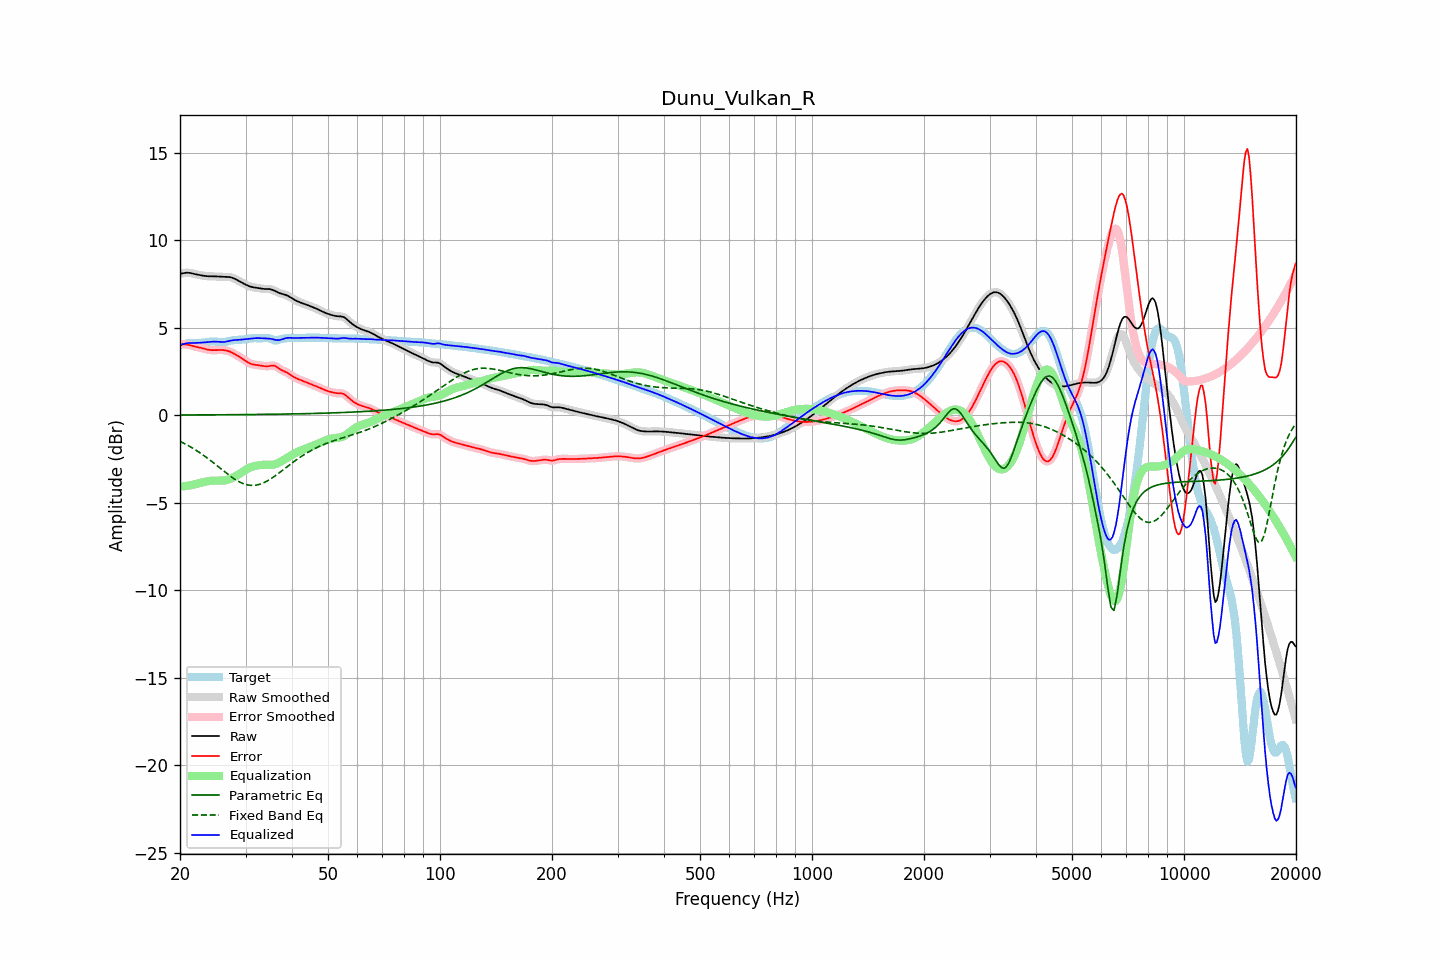 Dunu_Vulkan_R
Amplitude (dBr)
15
10
5
0
−5
−10
−15
−20
−25
Target
Raw Smoothed
Error Smoothed
Raw
Error
Equalization
Parametric Eq
Fixed Band Eq
Equalized
20 50 100 200 500 1000 2000 5000 10000 20000
Frequency (Hz)